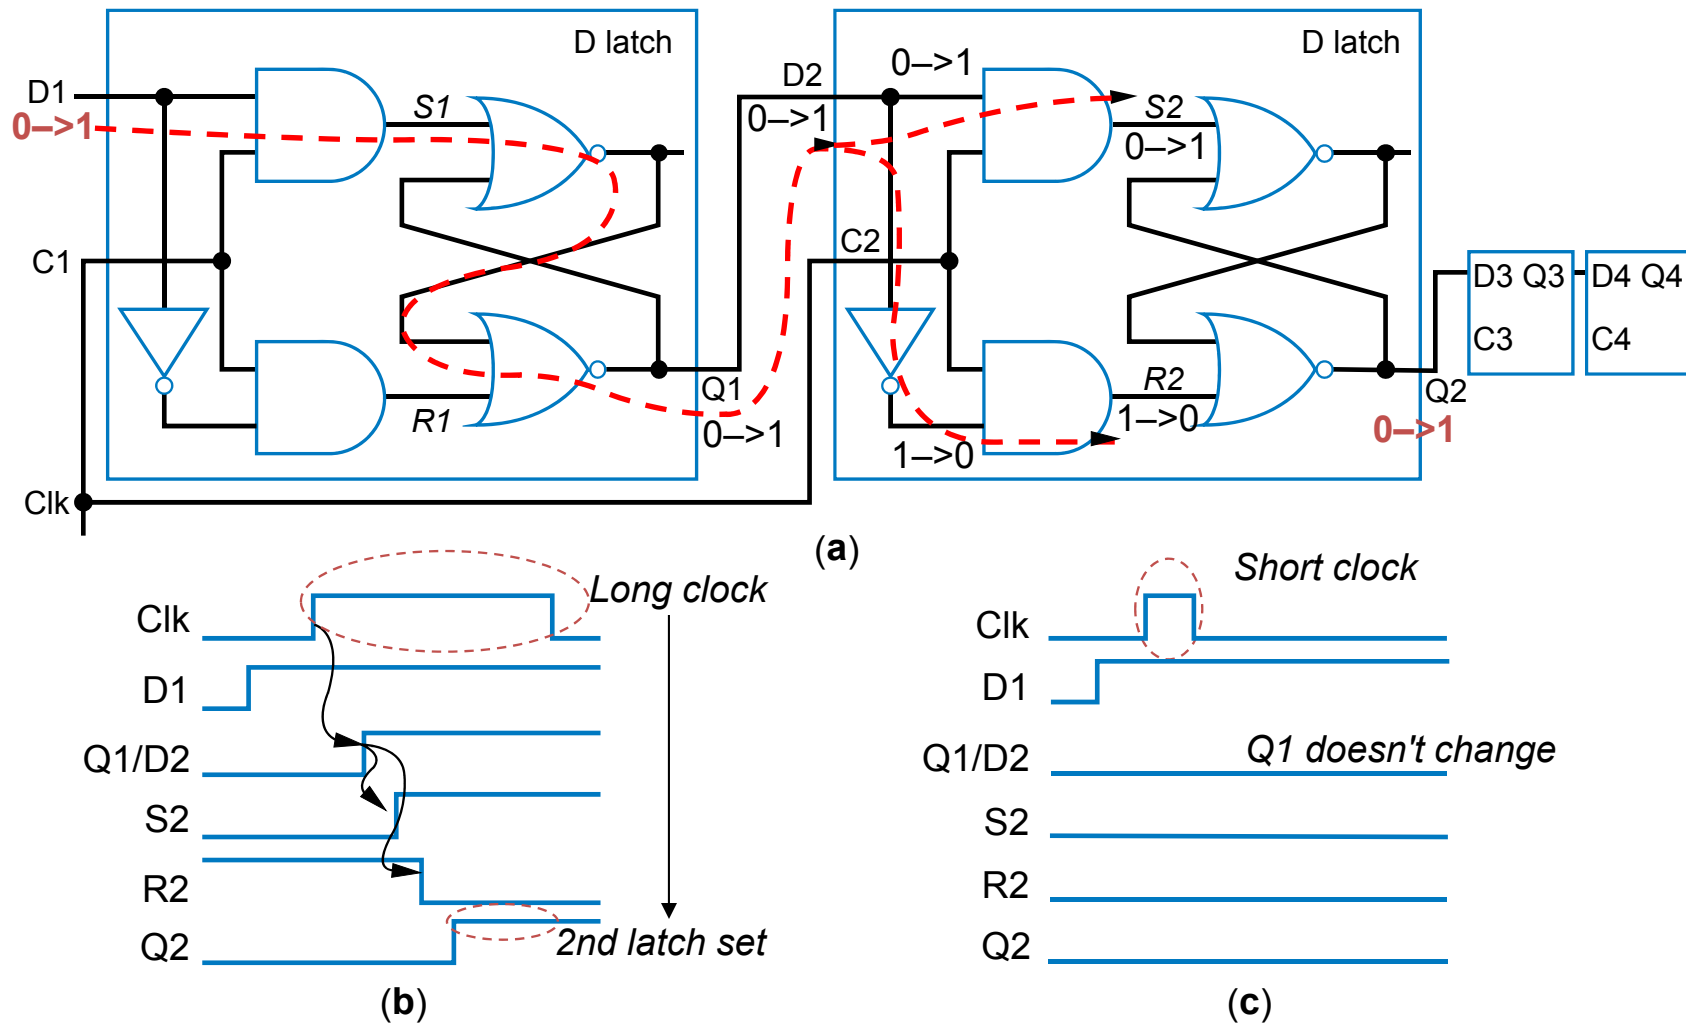 D latch
D latch
D1
0–>1
S1
C1
R1
Q1
0–>1
Clk
D2
0–>1
0–>1
S2
0–>1
C2
R2
1–>0
1–>0
Q2
0–>1
D3 Q3
C3
D4 Q4
C4
(a)
Long clock
Clk
D1
Q1/D2
S2
R2
Q2
2nd latch set
(b)
Short clock
Clk
D1
Q1/D2
Q1 doesn't change
S2
R2
Q2
(c)